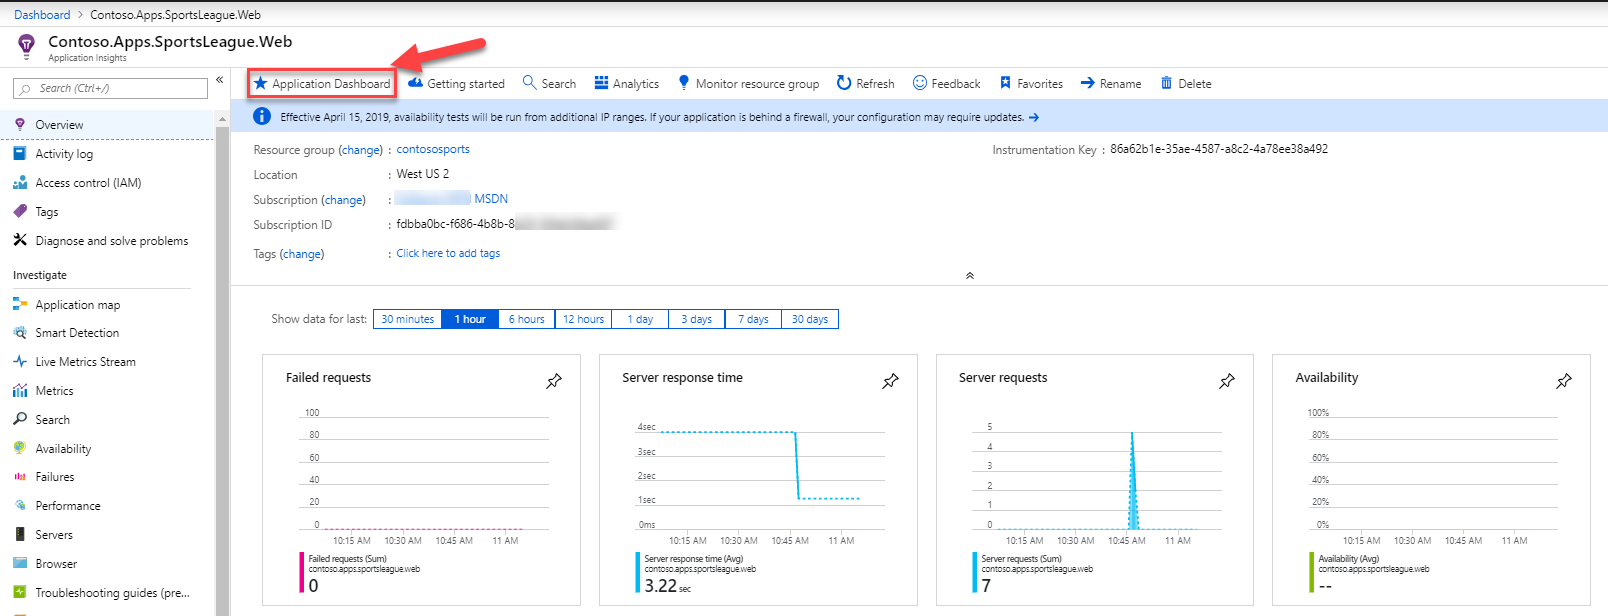 Dashboard > Contoso.Apps.SportsLeague.Web
Contoso.Apps.SportsLeague.Web
Application Insights
Search (Ctrl+/)
«
Overview
Activity log
Access control (IAM)
Tags
Diagnose and solve problems
Investigate
Application map
Smart Detection
Live Metrics Stream
Metrics
Search
Availability
Failures
Performance
Servers
Browser
Troubleshooting guides (pre...
Application Dashboard Getting started Search Analytics Monitor resource group Refresh Feedback Favorites Rename Delete
Effective April 15, 2019, availability tests will be run from additional IP ranges. If your application is behind a firewall, your configuration may require updates. →
Resource group (change) : contososports
Instrumentation Key : 86a62b1e-35ae-4587-a8c2-4a78ee38a492
Location : West US 2
Subscription (change) : MSDN
Subscription ID : fdbba0bc-f686-4b8b-8
Tags (change) : Click here to add tags
Show data for last: 30 minutes 1 hour 6 hours 12 hours 1 day 3 days 7 days 30 days
Failed requests
100
80
60
40
20
0
10:15 AM 10:30 AM 10:45 AM 11 AM
Failed requests (Sum)
contoso.apps.sportsleague.web
0
Server response time
4sec
3sec
2sec
1sec
0ms
10:15 AM 10:30 AM 10:45 AM 11 AM
Server response time (Avg)
contoso.apps.sportsleague.web
3.22 sec
Server requests
5
4
3
2
1
0
10:15 AM 10:30 AM 10:45 AM 11 AM
Server requests (Sum)
contoso.apps.sportsleague.web
7
Availability
100%
80%
60%
40%
20%
0%
10:15 AM 10:30 AM 10:45 AM 11 AM
Availability (Avg)
contoso.apps.sportsleague.web
--